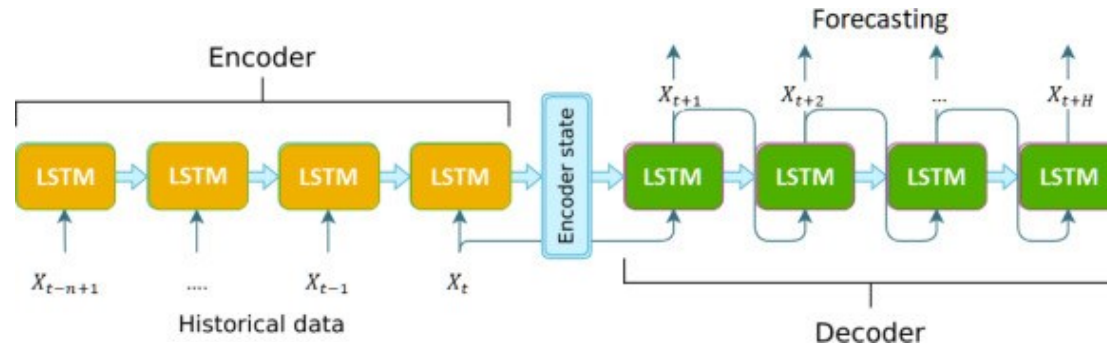 Forecasting
Encoder
X_{t+1} X_{t+2} ... X_{t+H}
LSTM LSTM LSTM LSTM Encoder state LSTM LSTM LSTM LSTM
X_{t-n+1} .... X_{t-1} X_t
Historical data
Decoder